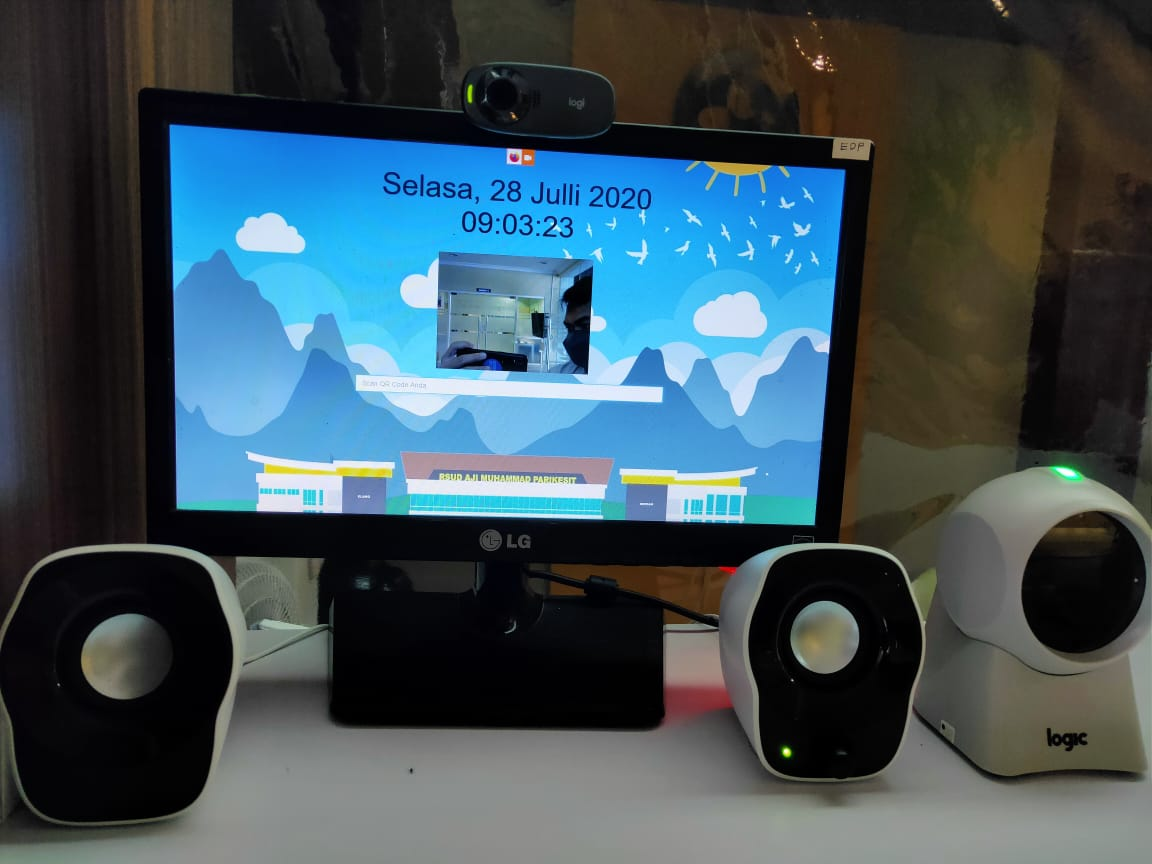 logi
EDP
Selasa, 28 Julli 2020
09:03:23
Scan QR Code Anda
RSUD AJI MUHAMMAD PARIKESIT
LG
logic